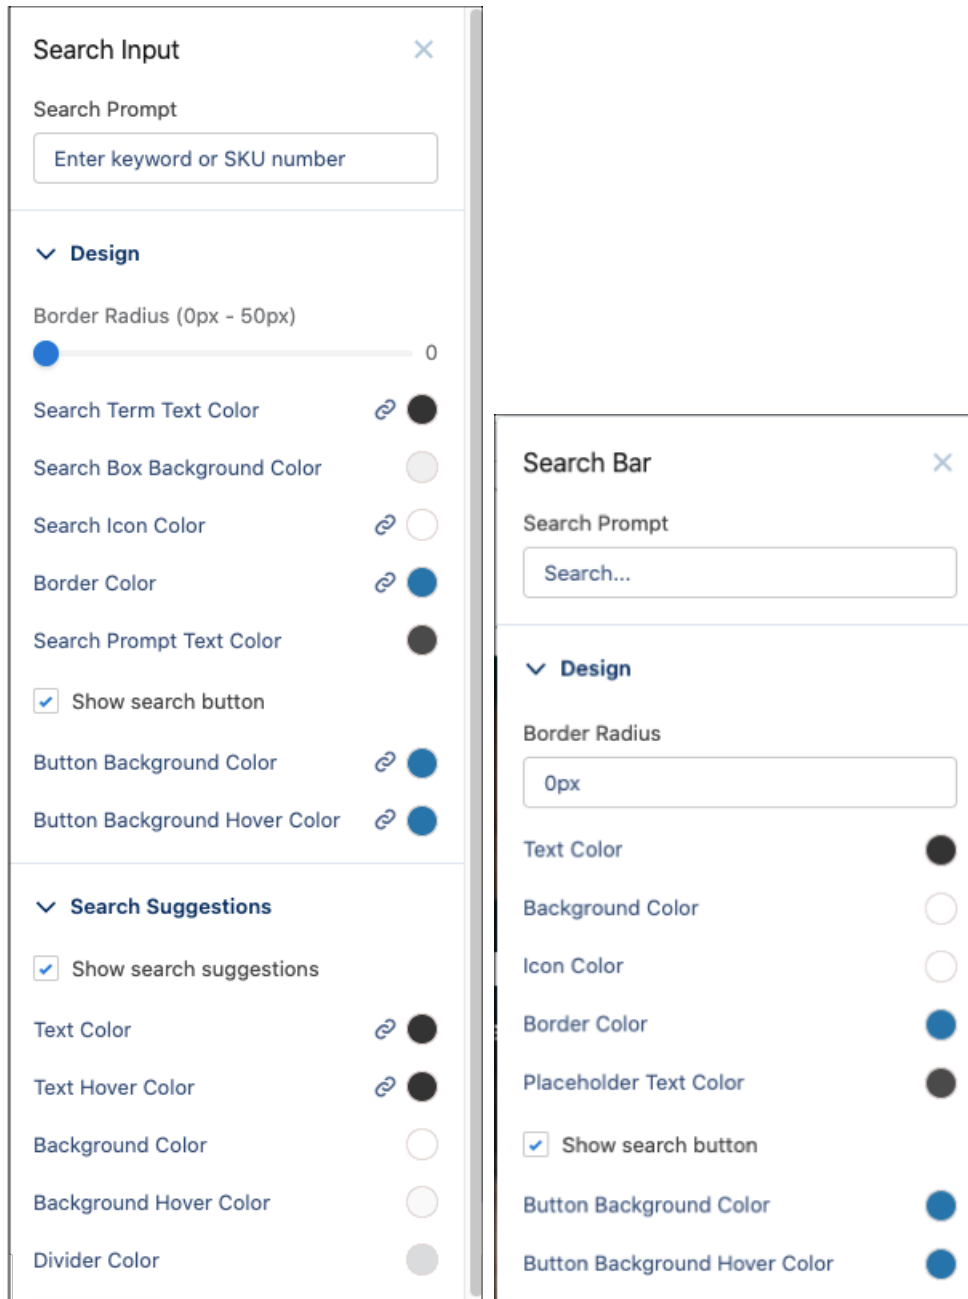 Search Input
Search Prompt
Enter keyword or SKU number
Design
Border Radius (0px - 50px)
0
Search Term Text Color
Search Box Background Color
Search Icon Color
Border Color
Search Prompt Text Color
Show search button
Button Background Color
Button Background Hover Color
Search Suggestions
Show search suggestions
Text Color
Text Hover Color
Background Color
Background Hover Color
Divider Color
Search Bar
Search Prompt
Search...
Design
Border Radius
0px
Text Color
Background Color
Icon Color
Border Color
Placeholder Text Color
Show search button
Button Background Color
Button Background Hover Color